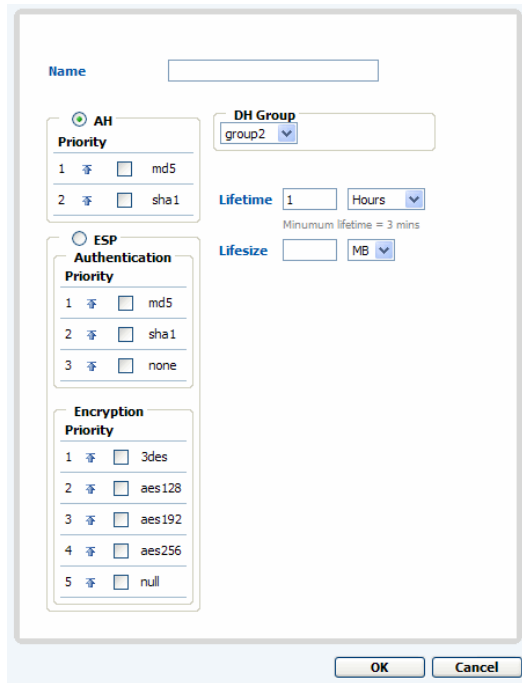 Name
AH
Priority
1 md5
2 sha1
ESP
Authentication
Priority
1 md5
2 sha1
3 none
Encryption
Priority
1 3des
2 aes128
3 aes192
4 aes256
5 null
DH Group
group2
Lifetime 1 Hours
Minumum lifetime = 3 mins
Lifesize MB
OK Cancel